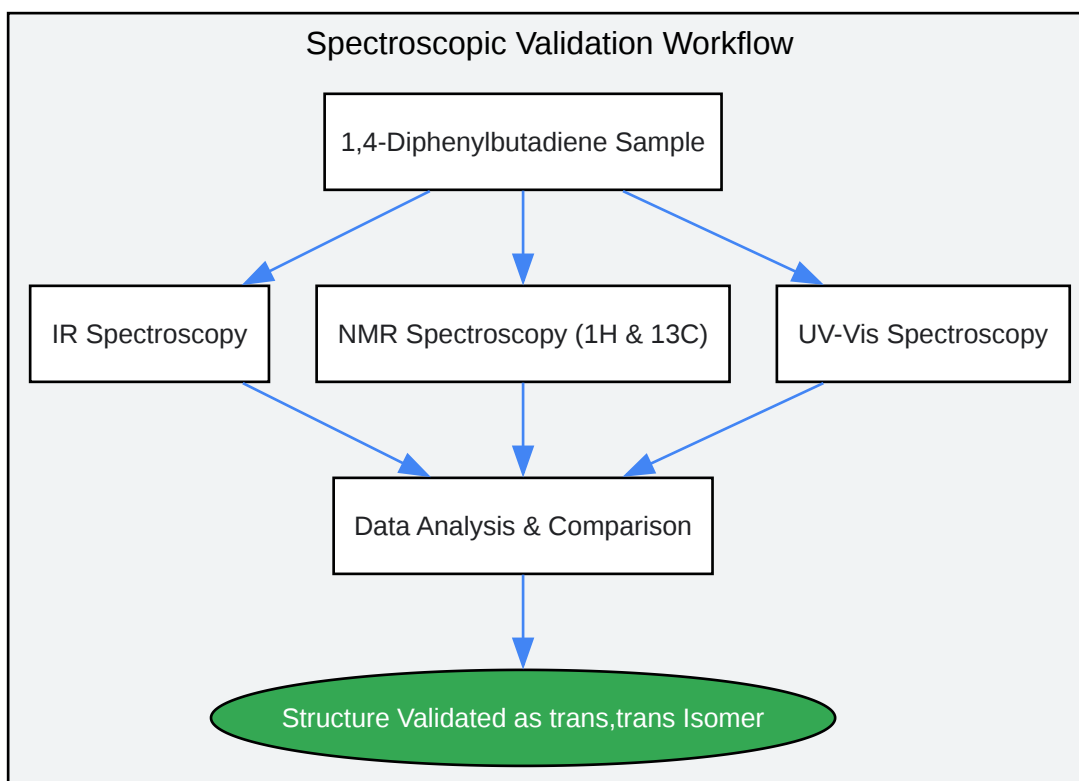 Spectroscopic Validation Workflow
1,4-Diphenylbutadiene Sample
IR Spectroscopy
NMR Spectroscopy (1H & 13C)
UV-Vis Spectroscopy
Data Analysis & Comparison
Structure Validated as trans,trans Isomer